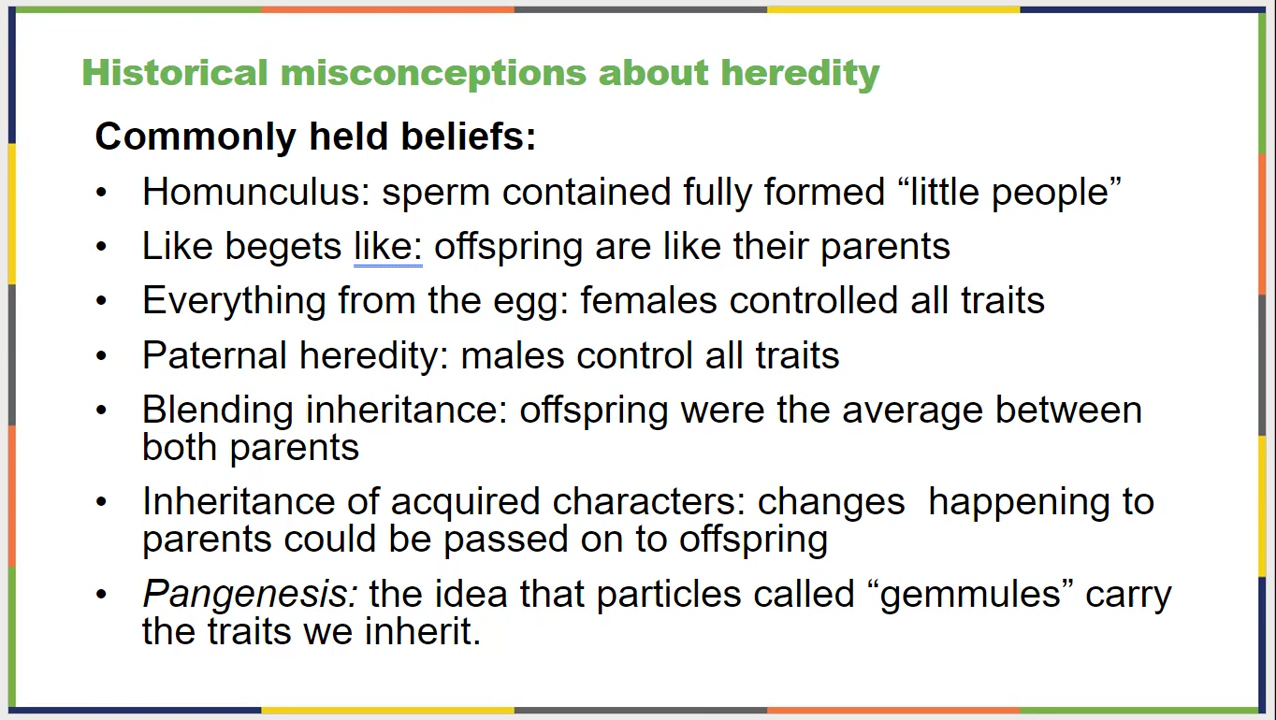 Historical misconceptions about heredity
Commonly held beliefs:
• Homunculus: sperm contained fully formed “little people”
• Like begets like: offspring are like their parents
• Everything from the egg: females controlled all traits
• Paternal heredity: males control all traits
• Blending inheritance: offspring were the average between
both parents
• Inheritance of acquired characters: changes  happening to
parents could be passed on to offspring
• Pangenesis: the idea that particles called “gemmules” carry
the traits we inherit.